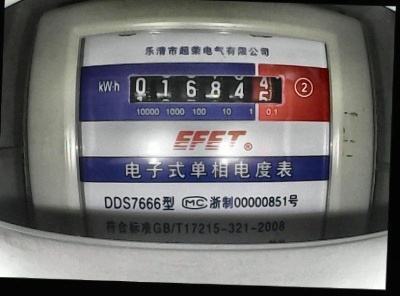 乐清市超荣电气有限公司
kWh 0 1 6 8 4 4 5 ②
10000 1000 100 10 1 0.1
EFET®
电子式单相电度表
DDS7666型 MC 浙制00000851号
符合标准GB/T17215-321-2008